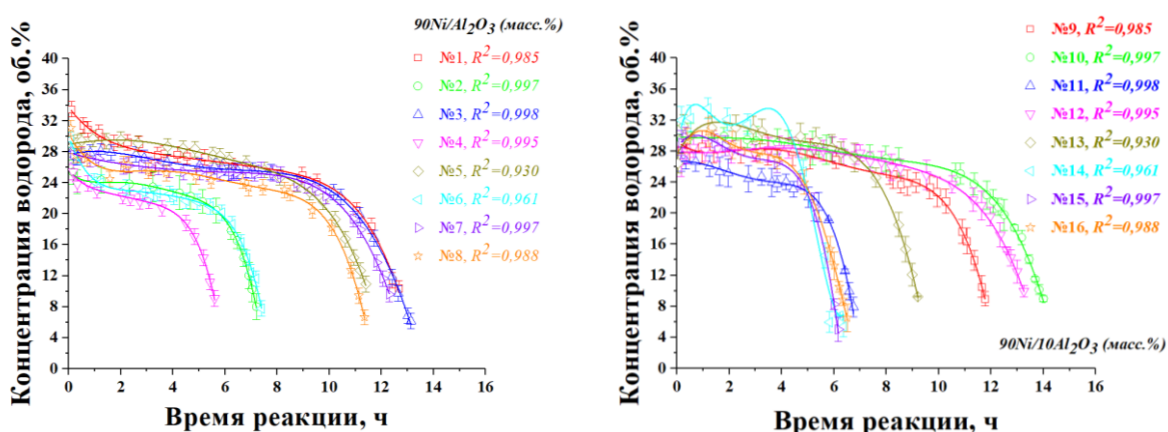 90Ni/Al2O3 (масс.%)
№1, R2=0,985
№2, R2=0,997
№3, R2=0,998
№4, R2=0,995
№5, R2=0,930
№6, R2=0,961
№7, R2=0,997
№8, R2=0,988
Концентрация водорода, об.%
40
36
32
28
24
20
16
12
8
4
0
0 2 4 6 8 10 12 14 16
Время реакции, ч
№9, R2=0,985
№10, R2=0,997
№11, R2=0,998
№12, R2=0,995
№13, R2=0,930
№14, R2=0,961
№15, R2=0,997
№16, R2=0,988
Концентрация водорода, об.%
40
36
32
28
24
20
16
12
8
4
0
90Ni/10Al2O3 (масс.%)
0 2 4 6 8 10 12 14 16
Время реакции, ч